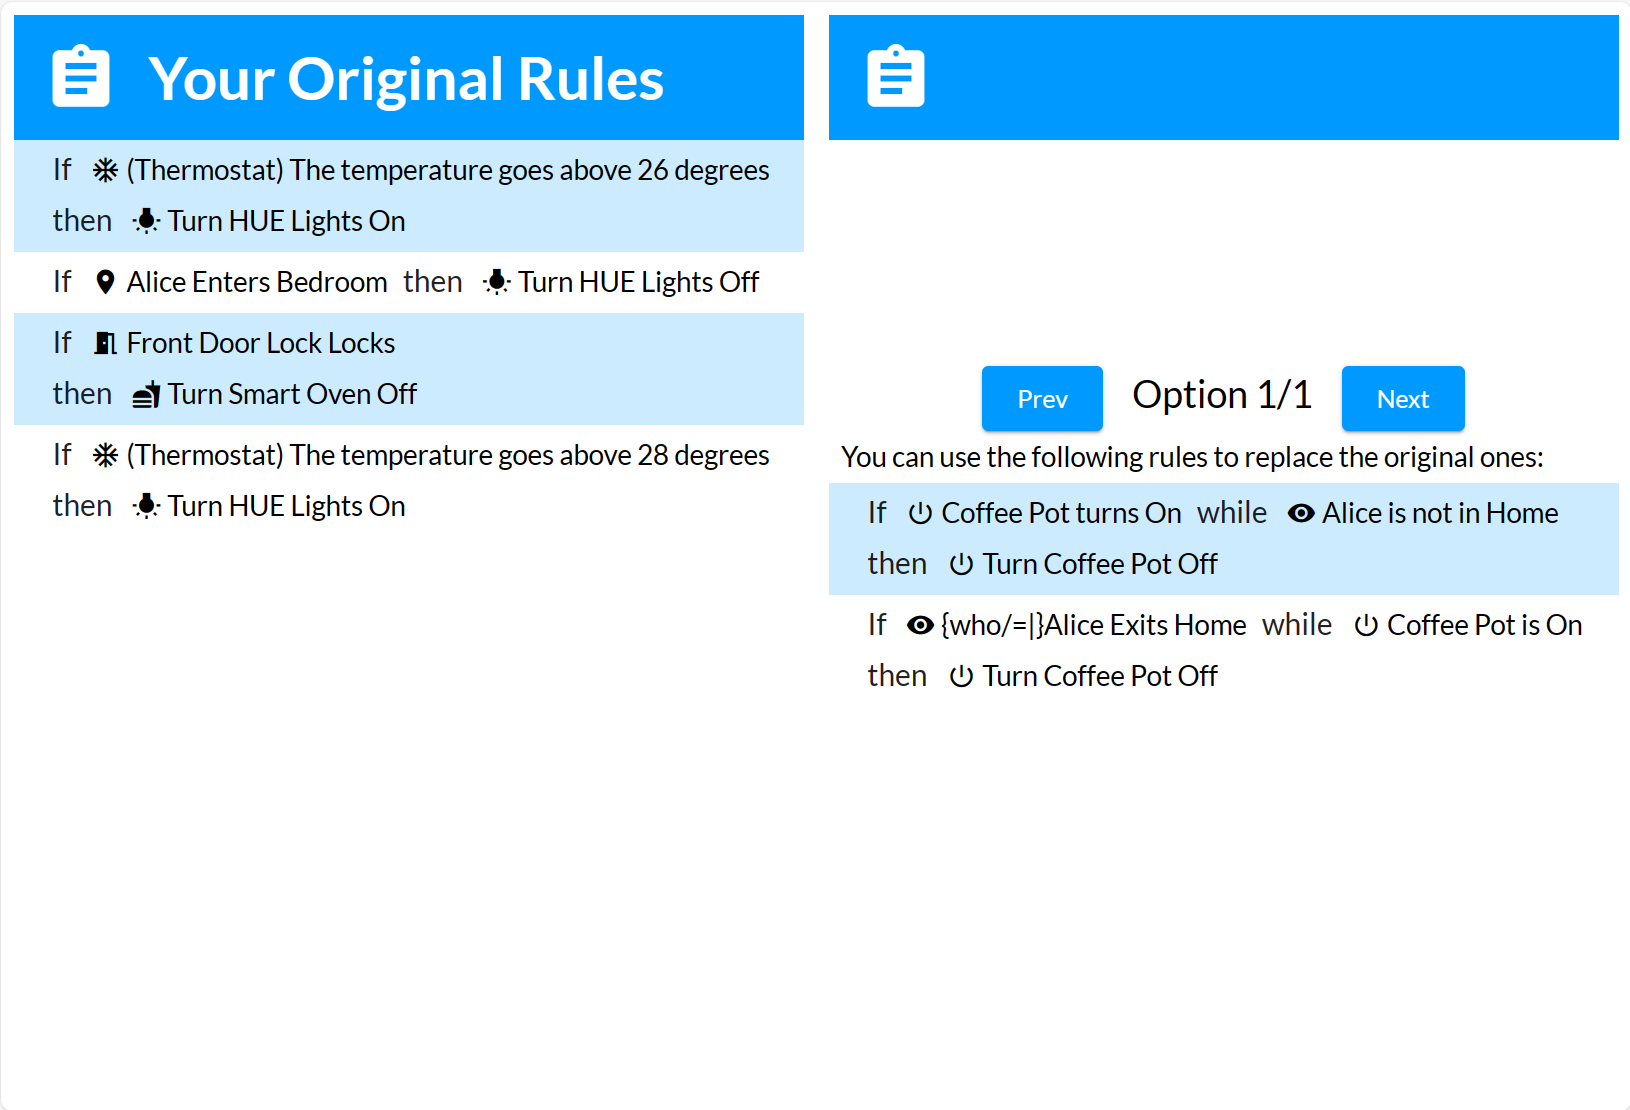 Your Original Rules
If (Thermostat) The temperature goes above 26 degrees
then Turn HUE Lights On
If Alice Enters Bedroom then Turn HUE Lights Off
If Front Door Lock Locks
then Turn Smart Oven Off
If (Thermostat) The temperature goes above 28 degrees
then Turn HUE Lights On
Prev Option 1/1 Next
You can use the following rules to replace the original ones:
If Coffee Pot turns On while Alice is not in Home
then Turn Coffee Pot Off
If {who/=|}Alice Exits Home while Coffee Pot is On
then Turn Coffee Pot Off